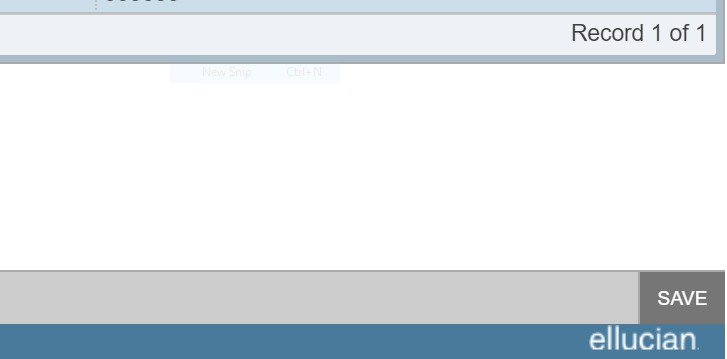 Record 1 of 1
New Snip Ctrl+N
SAVE
ellucian.